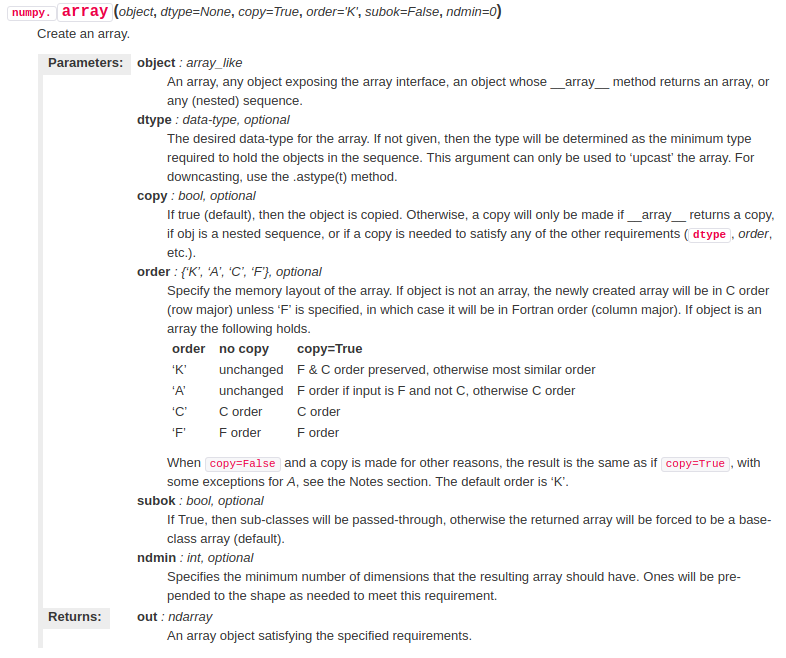 numpy. array(object, dtype=None, copy=True, order='K', subok=False, ndmin=0)
Create an array.
Parameters: object : array_like
An array, any object exposing the array interface, an object whose __array__ method returns an array, or
any (nested) sequence.
dtype : data-type, optional
The desired data-type for the array. If not given, then the type will be determined as the minimum type
required to hold the objects in the sequence. This argument can only be used to ‘upcast’ the array. For
downcasting, use the .astype(t) method.
copy : bool, optional
If true (default), then the object is copied. Otherwise, a copy will only be made if __array__ returns a copy,
if obj is a nested sequence, or if a copy is needed to satisfy any of the other requirements (dtype, order,
etc.).
order : {‘K’, ‘A’, ‘C’, ‘F’}, optional
Specify the memory layout of the array. If object is not an array, the newly created array will be in C order
(row major) unless ‘F’ is specified, in which case it will be in Fortran order (column major). If object is an
array the following holds.
order no copy copy=True
‘K’ unchanged F & C order preserved, otherwise most similar order
‘A’ unchanged F order if input is F and not C, otherwise C order
‘C’ C order C order
‘F’ F order F order
When copy=False and a copy is made for other reasons, the result is the same as if copy=True, with
some exceptions for A, see the Notes section. The default order is ‘K’.
subok : bool, optional
If True, then sub-classes will be passed-through, otherwise the returned array will be forced to be a base-
class array (default).
ndmin : int, optional
Specifies the minimum number of dimensions that the resulting array should have. Ones will be pre-
pended to the shape as needed to meet this requirement.
Returns: out : ndarray
An array object satisfying the specified requirements.